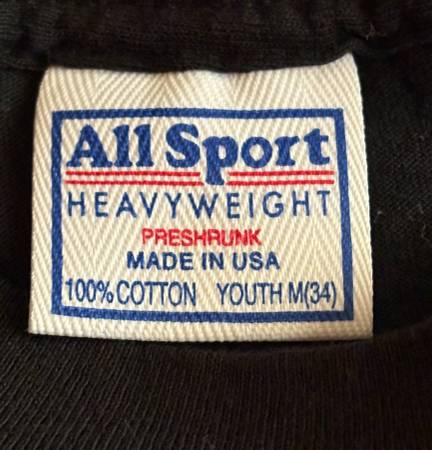 All Sport
HEAVYWEIGHT
PRESHRUNK
MADE IN USA
100% COTTON YOUTH M(34)